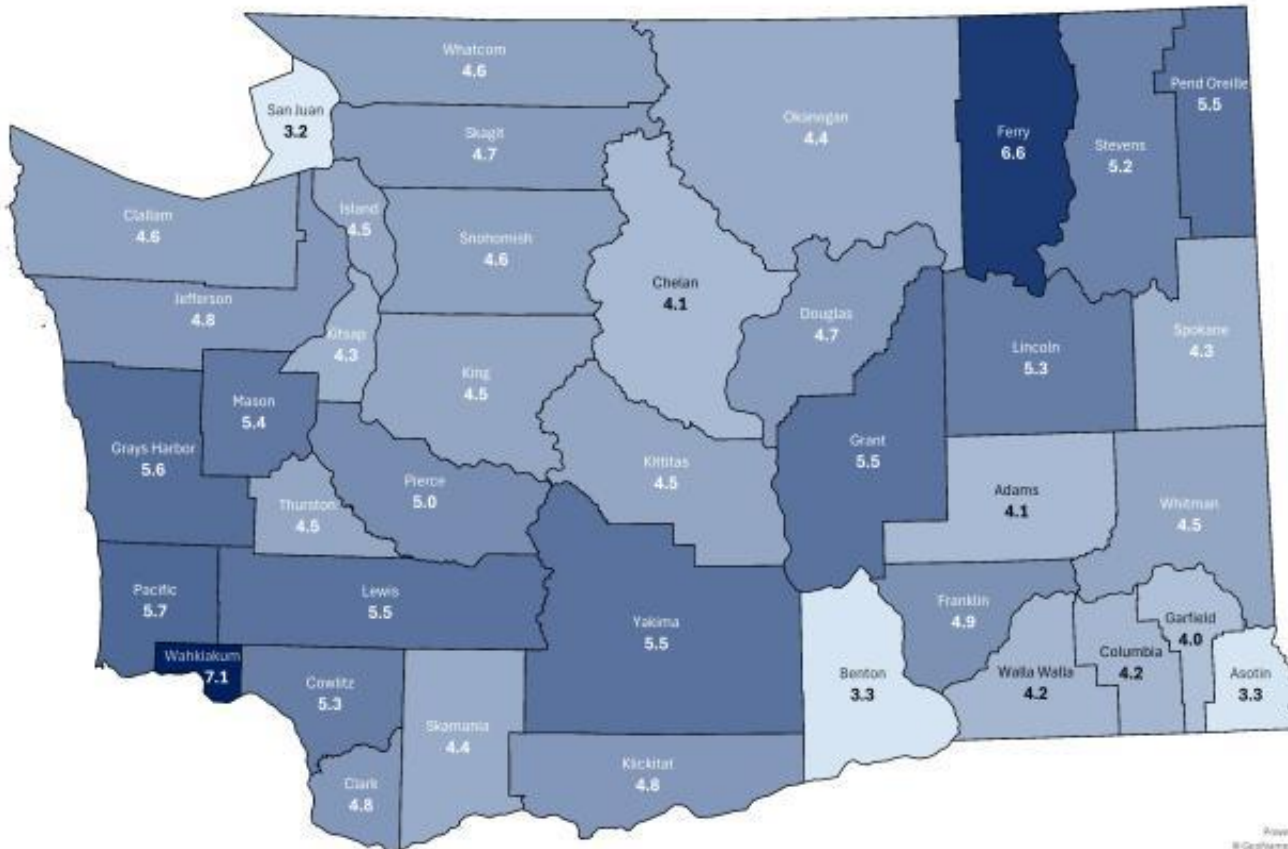 Whatcom
4.6
San Juan
3.2
Skagit
4.7
Okanogan
4.4
Ferry
6.6
Stevens
5.2
Pend Oreille
5.5
Clallam
4.6
Island
4.5
Snohomish
4.6
Chelan
4.1
Jefferson
4.8
Kitsap
4.3
King
4.5
Douglas
4.7
Lincoln
5.3
Spokane
4.3
Mason
5.4
Grays Harbor
5.6
Thurston
4.5
Pierce
5.0
Kittitas
4.5
Grant
5.5
Adams
4.1
Whitman
4.5
Pacific
5.7
Lewis
5.5
Yakima
5.5
Franklin
4.9
Garfield
4.0
Wahkiakum
7.1
Cowlitz
5.3
Skamania
4.4
Benton
3.3
Walla Walla
4.2
Columbia
4.2
Asotin
3.3
Clark
4.8
Klickitat
4.8